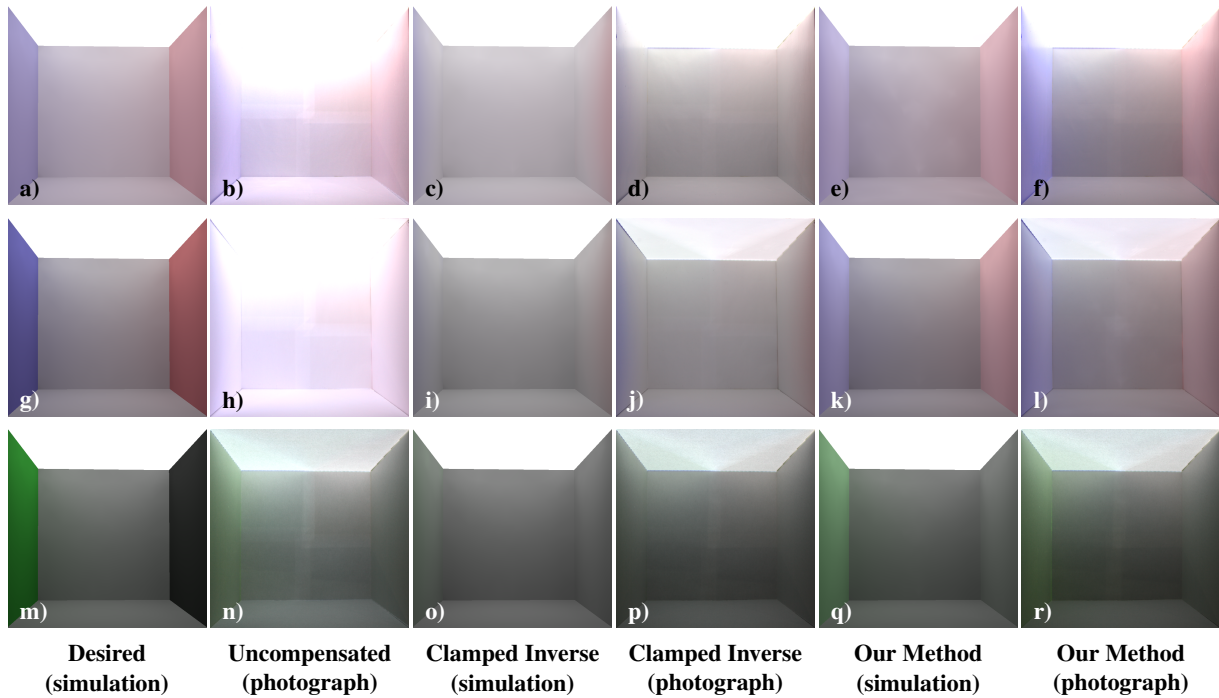 a) b) c) d) e) f)
g) h) i) j) k) l)
m) n) o) p) q) r)
Desired Uncompensated Clamped Inverse Clamped Inverse Our Method Our Method
(simulation) (photograph) (simulation) (photograph) (simulation) (photograph)